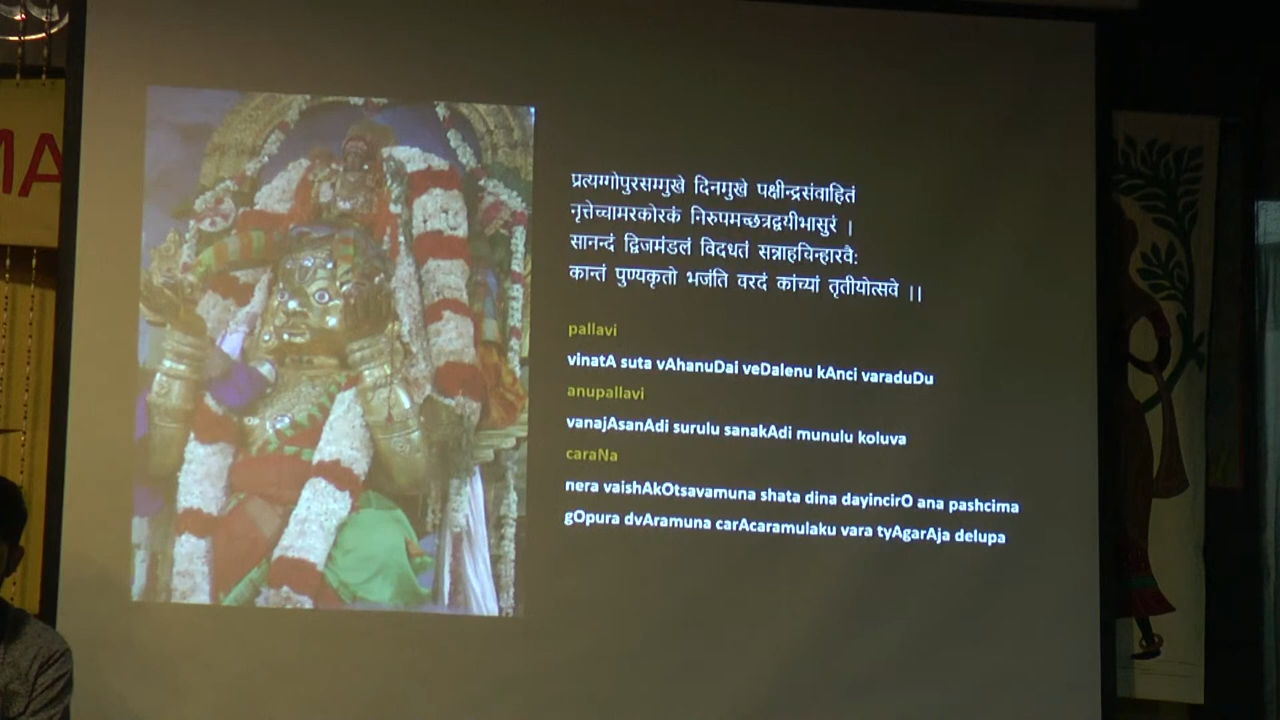 MA
प्रत्यग्गोपुरसम्मुखे दिनमुखे पक्षीन्द्रसंवाहितं
नृत्तेच्चामरकोरकं निरुपमच्छत्रद्वयीभासुरं ।
सानन्दं द्विजमंडलं विदधतं सन्नाहचिन्हारवै:
कान्तं पुण्यकृतो भजंति वरदं कांच्यां तृतीयोत्सवे ।।
pallavi
vinatA suta vAhanuDai veDalenu kAnci varaduDu
anupallavi
vanajAsanAdi surulu sanakAdi munulu koluva
caraNa
nera vaishAkOtsavamuna shata dina dayincirO ana pashcima
gOpura dvAramuna carAcaramulaku vara tyAgarAja delupa